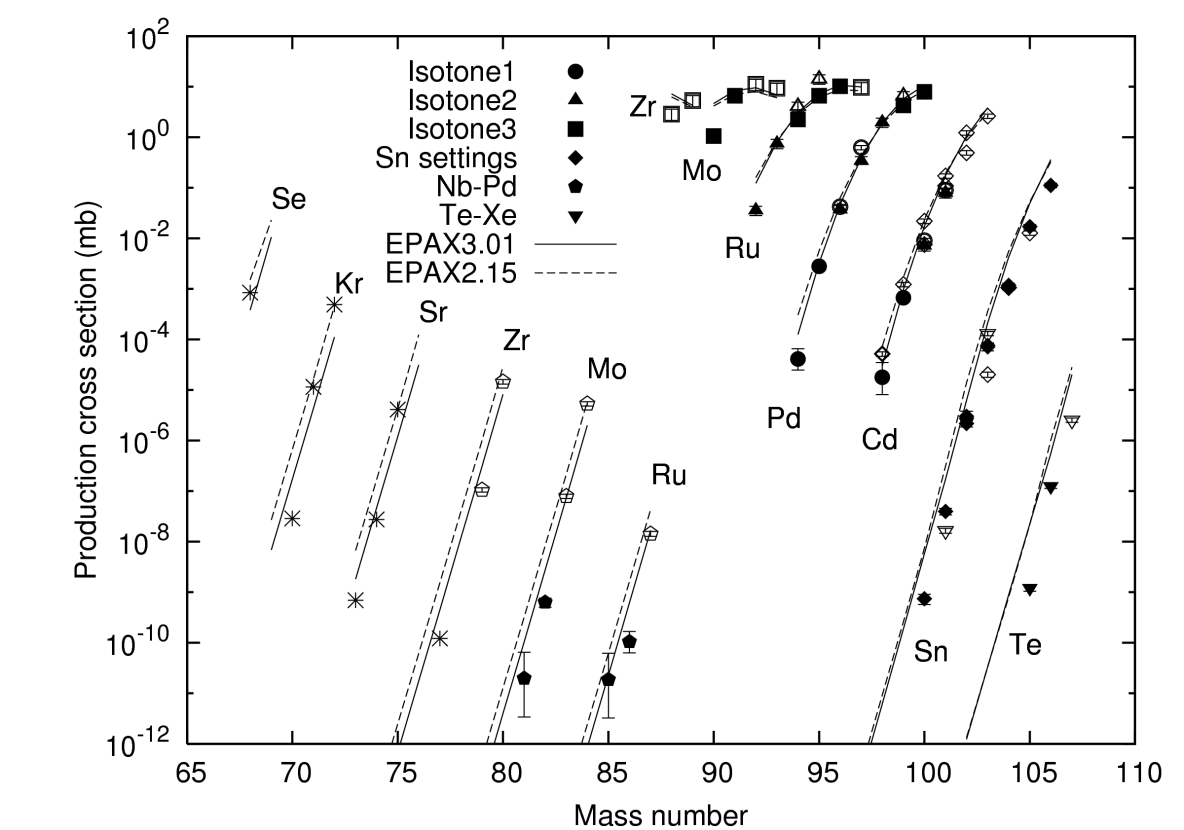 10^2
10^0
10^-2
10^-4
10^-6
10^-8
10^-10
10^-12
Production cross section (mb)
Isotone1
Isotone2
Isotone3
Sn settings
Nb-Pd
Te-Xe
EPAX3.01
EPAX2.15
Zr
Mo
Ru
Se
Kr
Sr
Zr
Mo
Ru
Pd
Cd
Sn
Te
65 70 75 80 85 90 95 100 105 110
Mass number